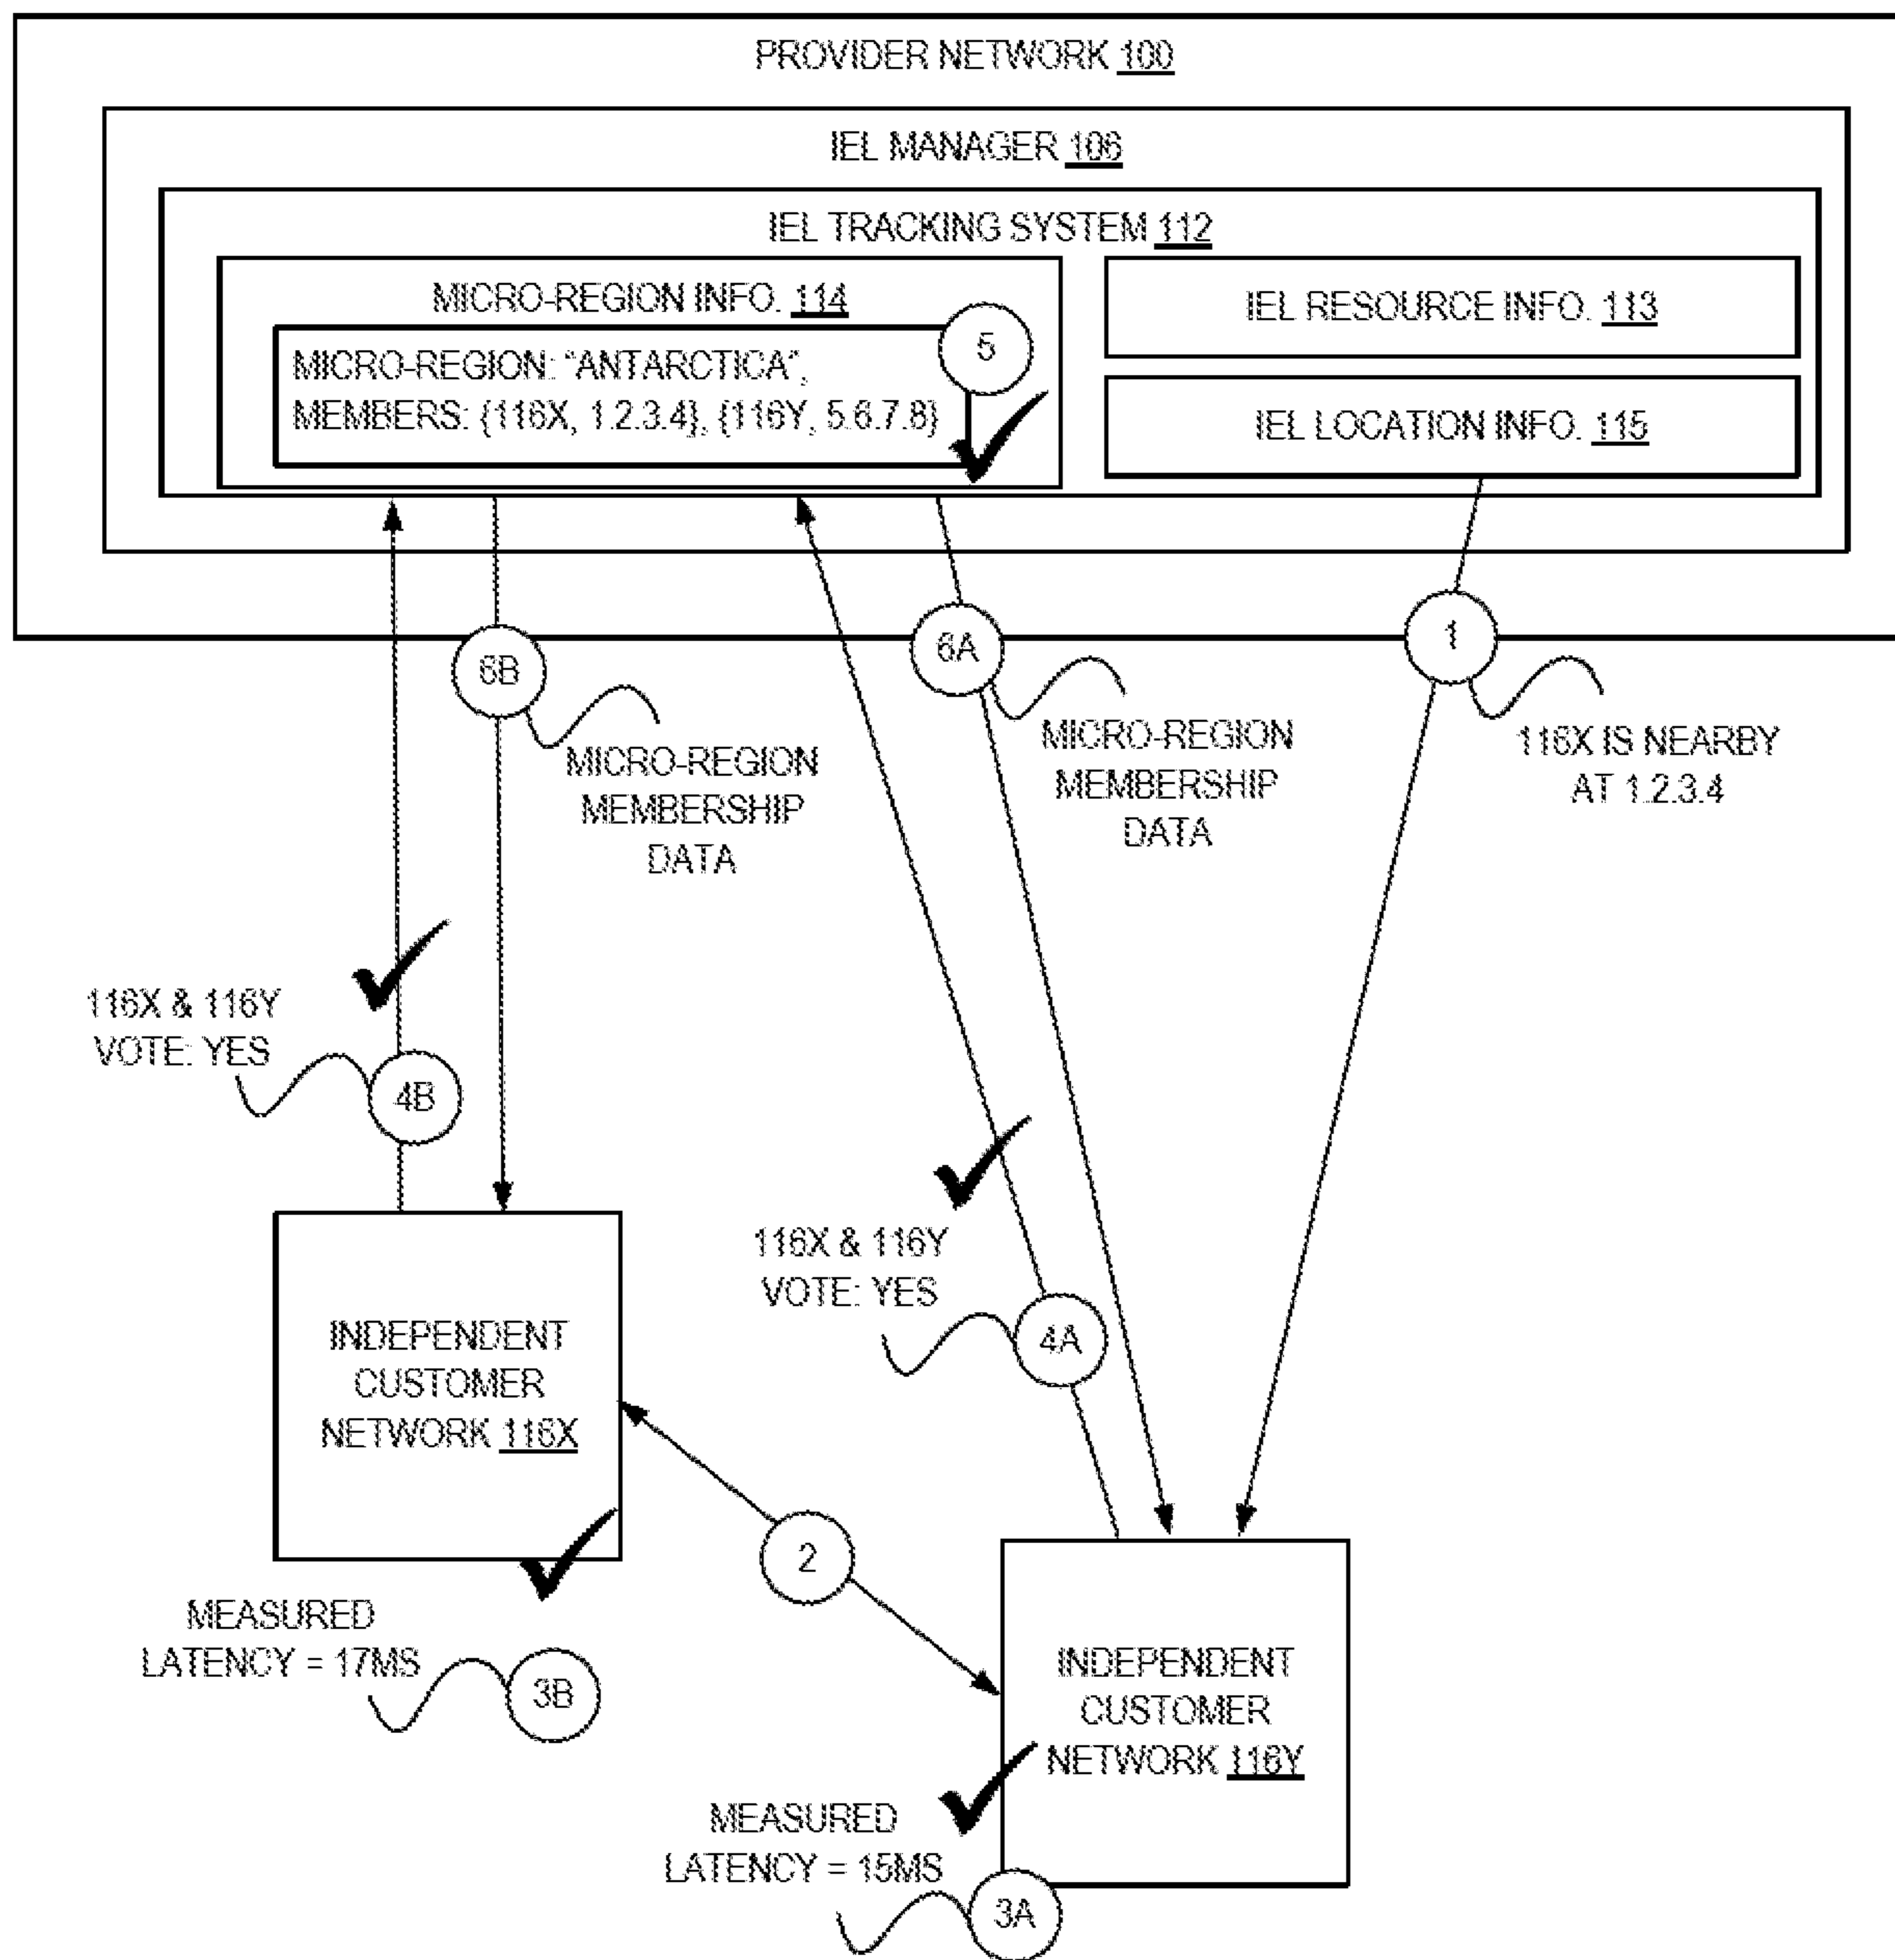 PROVIDER NETWORK 100
IEL MANAGER 106
IEL TRACKING SYSTEM 112
MICRO-REGION INFO. 114
MICRO-REGION: "ANTARCTICA",
MEMBERS: {116X, 1.2.3.4}, {116Y, 5.6.7.8}
5
IEL RESOURCE INFO. 113
IEL LOCATION INFO. 115
6B
MICRO-REGION
MEMBERSHIP
DATA
6A
MICRO-REGION
MEMBERSHIP
DATA
1
116X IS NEARBY
AT 1.2.3.4
116X & 116Y
VOTE: YES
4B
116X & 116Y
VOTE: YES
4A
INDEPENDENT
CUSTOMER
NETWORK 116X
2
MEASURED
LATENCY = 17MS
3B
INDEPENDENT
CUSTOMER
NETWORK 116Y
MEASURED
LATENCY = 15MS
3A